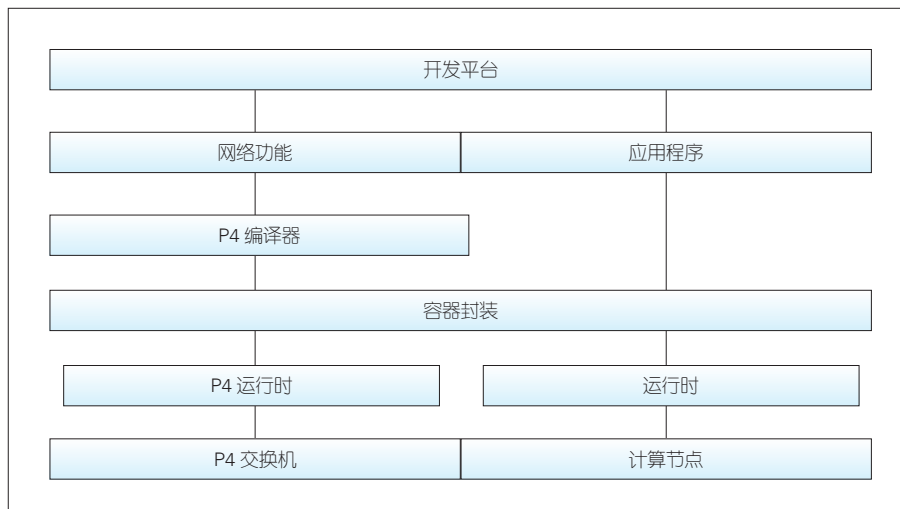 开发平台
网络功能
应用程序
P4 编译器
容器封装
P4 运行时
运行时
P4 交换机
计算节点